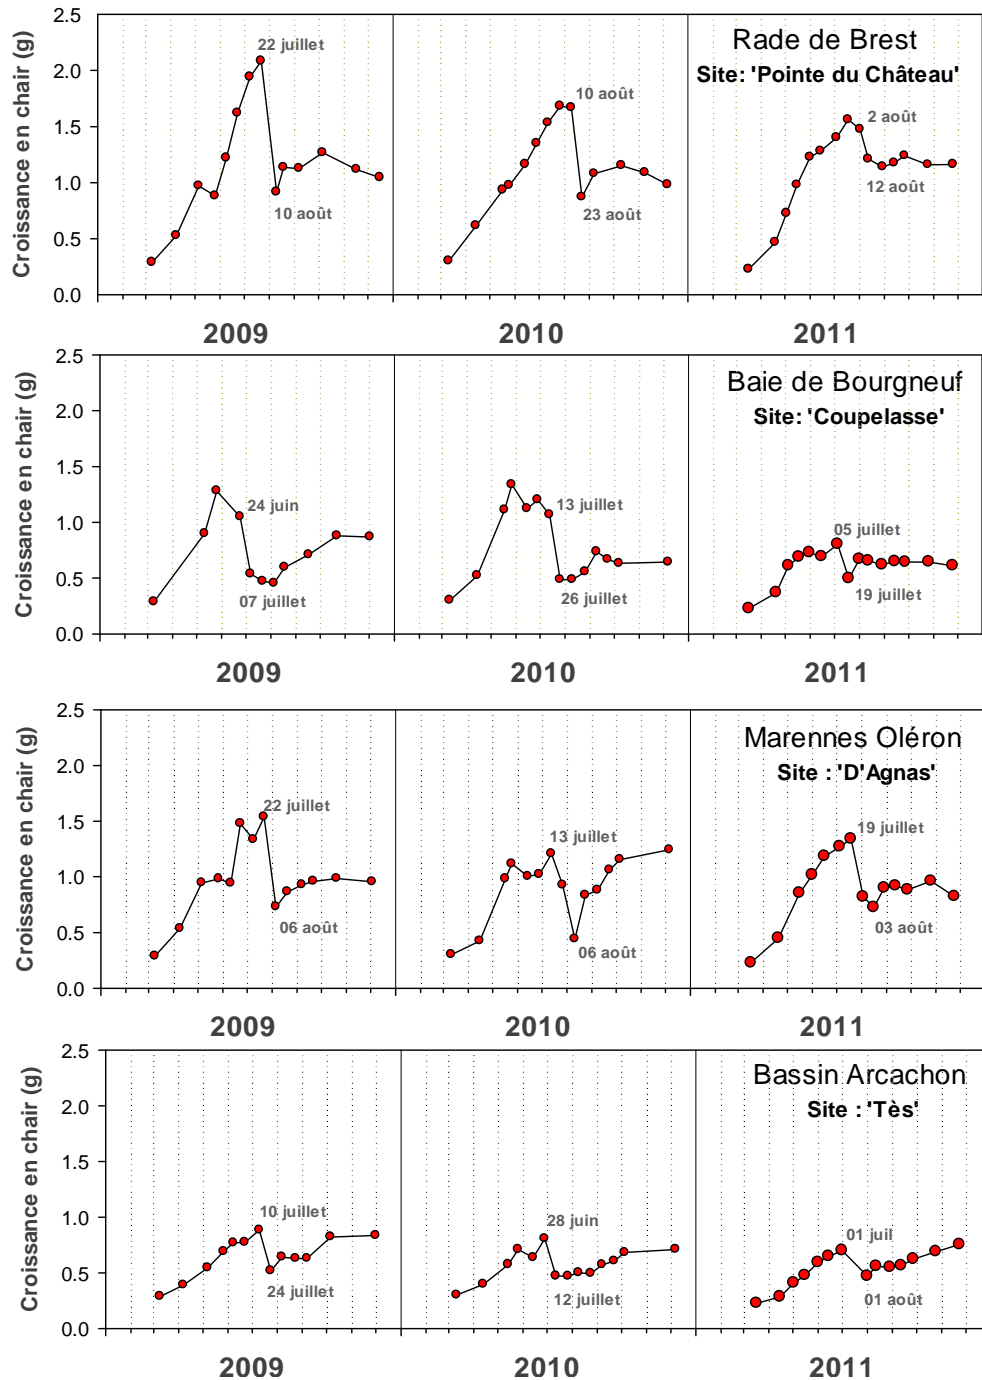 Croissance en chair (g)
2.5
2.0
1.5
1.0
0.5
0.0
22 juillet
10 août
10 août
23 août
Rade de Brest
Site: 'Pointe du Château'
2 août
12 août
2009
2010
2011
Croissance en chair (g)
2.5
2.0
1.5
1.0
0.5
0.0
24 juin
07 juillet
13 juillet
26 juillet
Baie de Bourgneuf
Site: 'Coupelasse'
05 juillet
19 juillet
2009
2010
2011
Croissance en chair (g)
2.5
2.0
1.5
1.0
0.5
0.0
22 juillet
06 août
13 juillet
06 août
Marennes Oléron
Site : 'D'Agnas'
19 juillet
03 août
2009
2010
2011
Croissance en chair (g)
2.5
2.0
1.5
1.0
0.5
0.0
10 juillet
24 juillet
28 juin
12 juillet
Bassin Arcachon
Site : 'Tès'
01 juil
01 août
2009
2010
2011